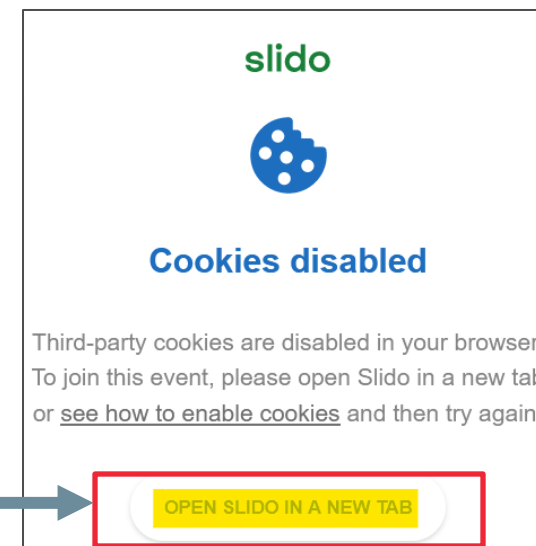 slido
Cookies disabled
Third-party cookies are disabled in your browser
To join this event, please open Slido in a new tab
or see how to enable cookies and then try again
OPEN SLIDO IN A NEW TAB